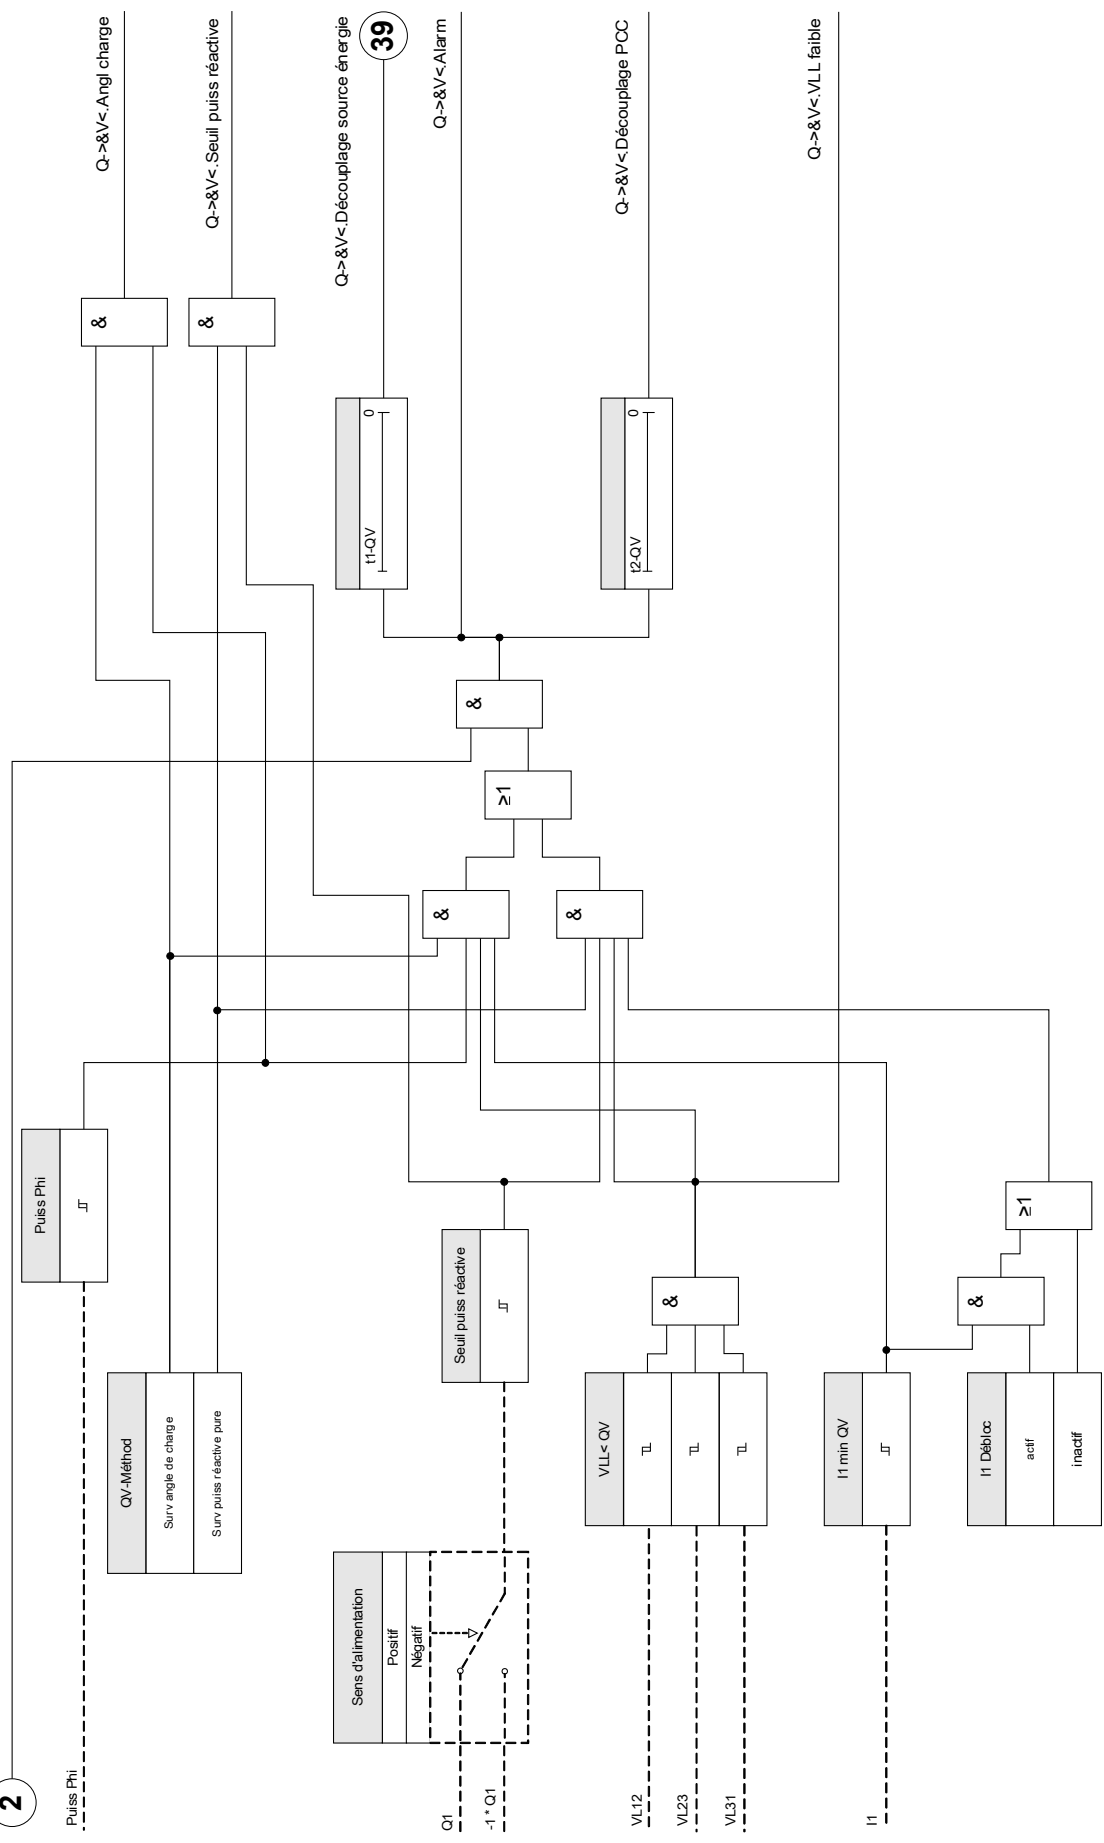 2
Puiss Phi
Puiss Phi
QV-Méthod
Surv angle de charge
Surv puiss réactive pure
&
Q->&V<.Angl charge
&
Q->&V<.Seuil puiss réactive
Q1
-1 * Q1
Sens d'alimentation
Positif
Négatif
Seuil puiss réactive
&
&
≥1
&
t1-QV
0
Q->&V<.Découplage source énergie
39
Q->&V<.Alarm
t2-QV
0
Q->&V<.Découplage PCC
VL12
VL23
VL31
VLL< QV
&
Q->&V<.VLL faible
I1
I1 min QV
I1 Débloc
actif
inactif
&
≥1